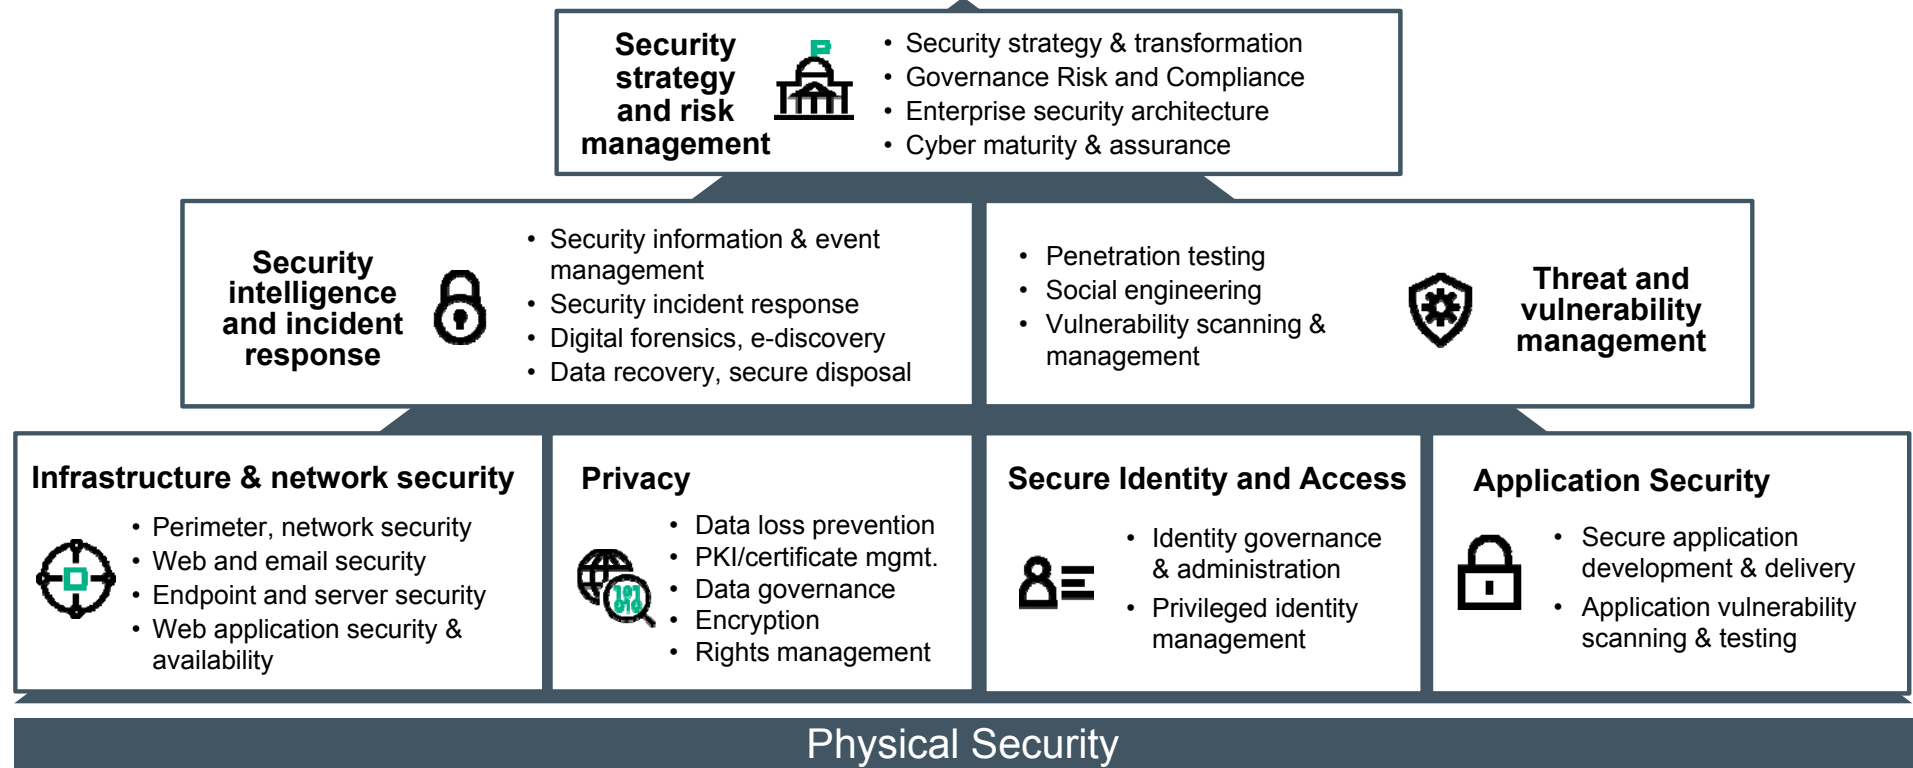 Security
strategy
and risk
management
• Security strategy & transformation
• Governance Risk and Compliance
• Enterprise security architecture
• Cyber maturity & assurance
Security
intelligence
and incident
response
• Security information & event
management
• Security incident response
• Digital forensics, e-discovery
• Data recovery, secure disposal
• Penetration testing
• Social engineering
• Vulnerability scanning &
management
Threat and
vulnerability
management
Infrastructure & network security
• Perimeter, network security
• Web and email security
• Endpoint and server security
• Web application security &
availability
Privacy
101
010
• Data loss prevention
• PKI/certificate mgmt.
• Data governance
• Encryption
• Rights management
Secure Identity and Access
• Identity governance
& administration
• Privileged identity
management
Application Security
• Secure application
development & delivery
• Application vulnerability
scanning & testing
Physical Security